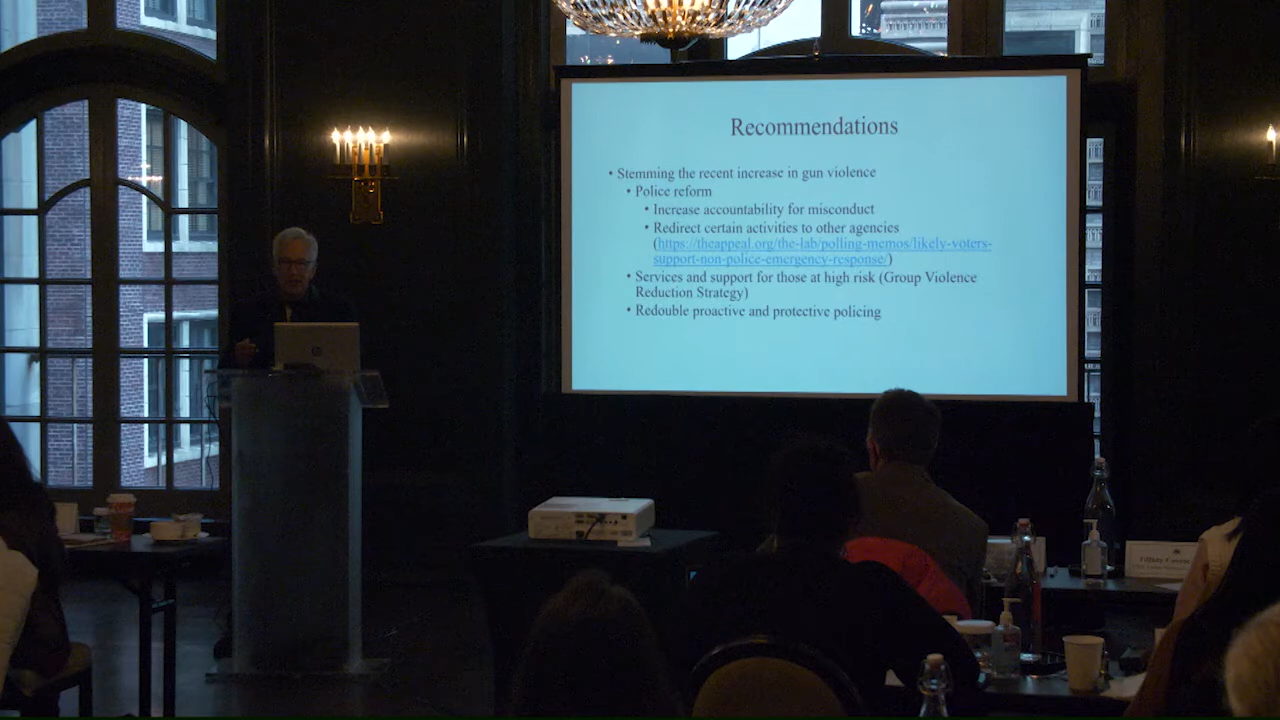 Recommendations
• Stemming the recent increase in gun violence
• Police reform
• Increase accountability for misconduct
• Redirect certain activities to other agencies
(https://theappeal.org/the-lab/polling-memos/likely-voters-
support-non-police-emergency-response/)
• Services and support for those at high risk (Group Violence
Reduction Strategy)
• Redouble proactive and protective policing
hp